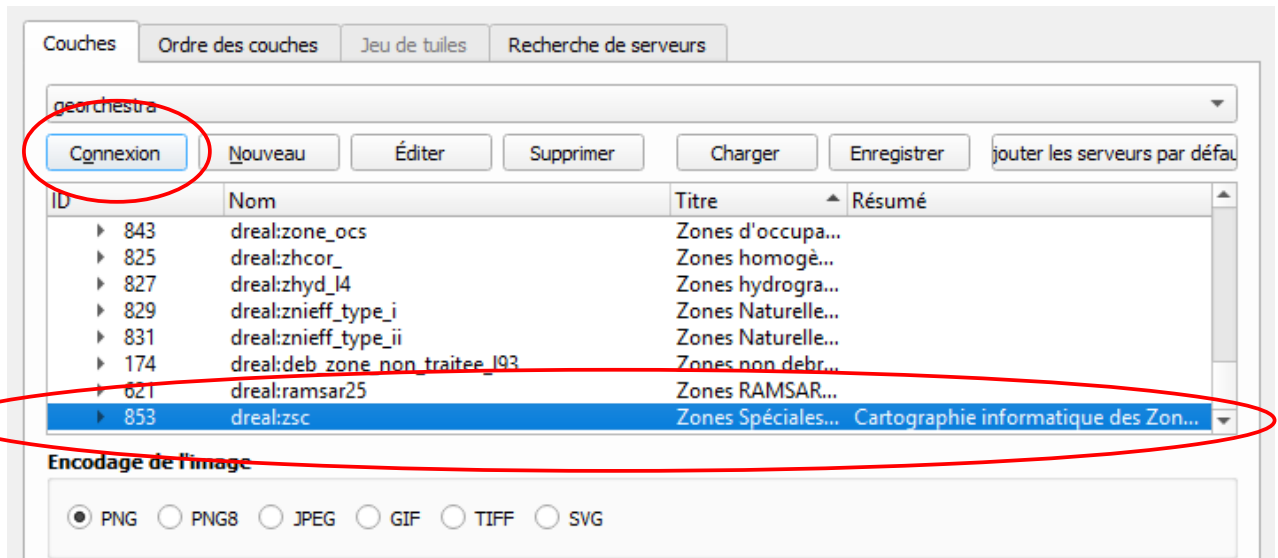 Couches Ordre des couches Jeu de tuiles Recherche de serveurs
georchestra
Connexion Nouveau Éditer Supprimer Charger Enregistrer jouter les serveurs par défau
ID Nom Titre Résumé
843 dreal:zone_ocs Zones d'occupa...
825 dreal:zhcor_ Zones homogè...
827 dreal:zhyd_l4 Zones hydrogra...
829 dreal:znieff_type_i Zones Naturelle...
831 dreal:znieff_type_ii Zones Naturelle...
174 dreal:deb_zone_non_traitee_l93 Zones non debr...
621 dreal:ramsar25 Zones RAMSAR...
853 dreal:zsc Zones Spéciales... Cartographie informatique des Zon...
Encodage de l'image
PNG PNG8 JPEG GIF TIFF SVG